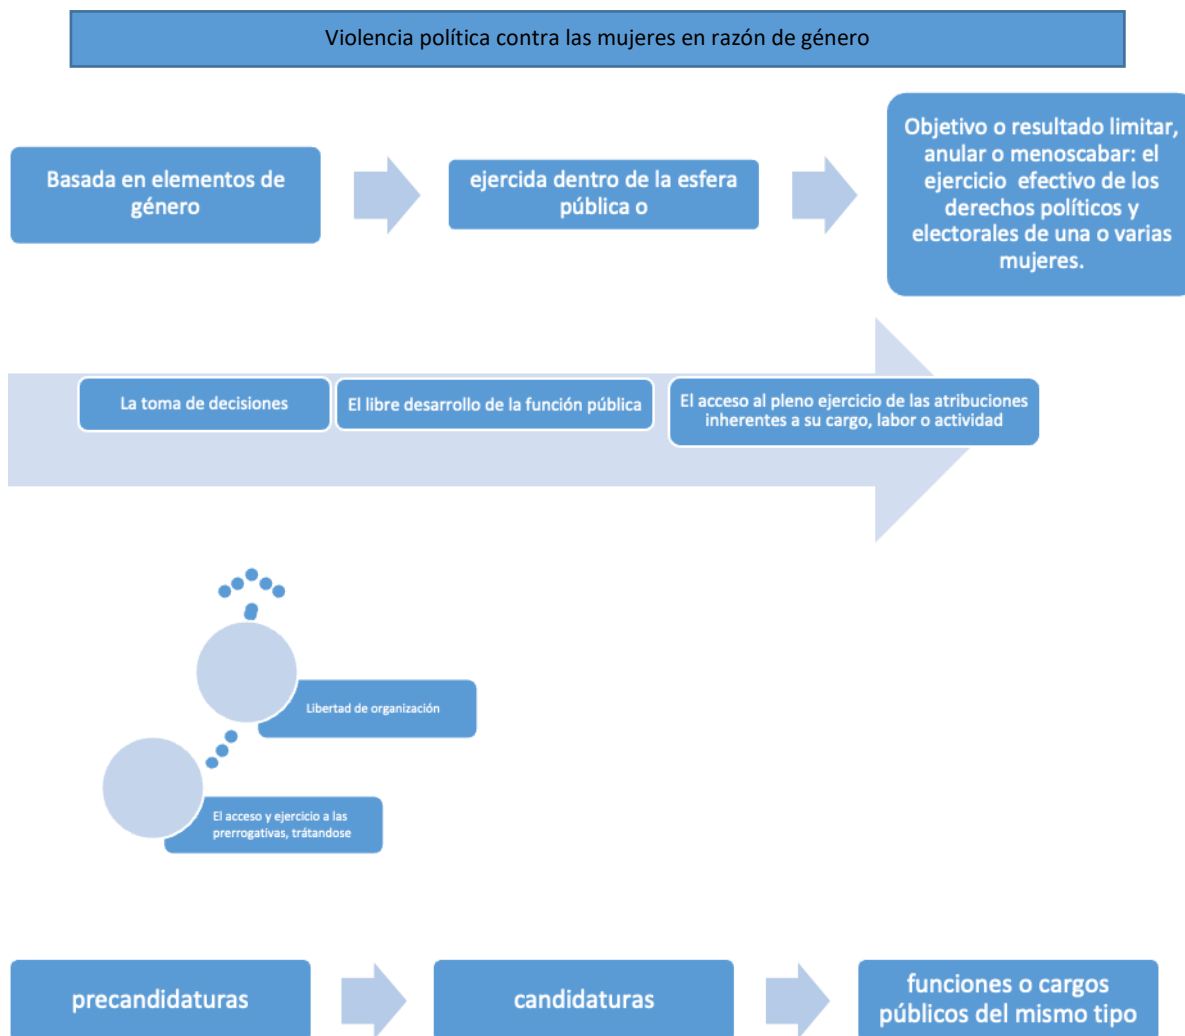 Violencia política contra las mujeres en razón de género
Basada en elementos de
género
ejercida dentro de la esfera
pública o
Objetivo o resultado limitar,
anular o menoscabar: el
ejercicio efectivo de los
derechos políticos y
electorales de una o varias
mujeres.
La toma de decisiones
El libre desarrollo de la función pública
El acceso al pleno ejercicio de las atribuciones
inherentes a su cargo, labor o actividad
Libertad de organización
El acceso y ejercicio a las
prerrogativas, trátandose
precandidaturas
candidaturas
funciones o cargos
públicos del mismo tipo